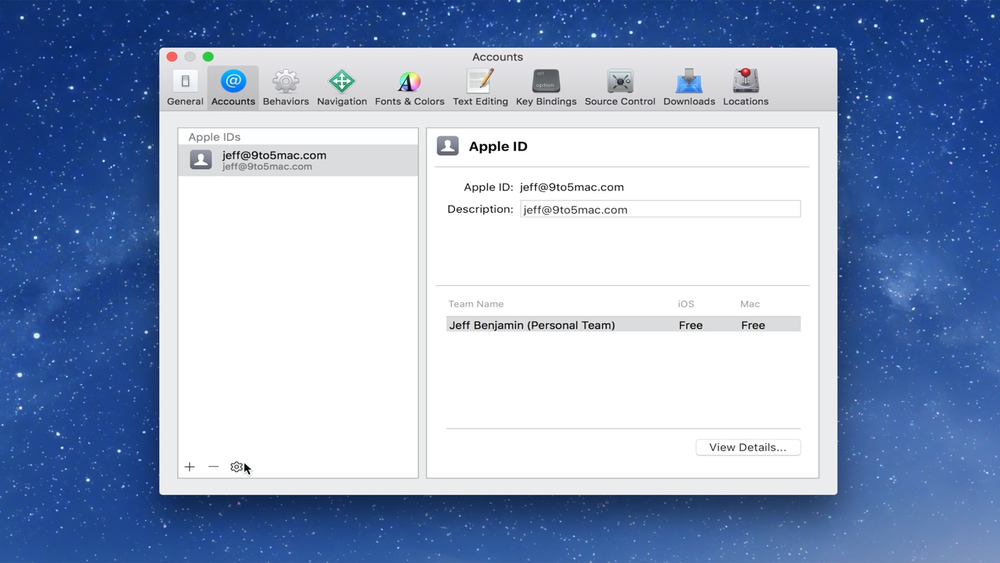 Accounts
General Accounts Behaviors Navigation Fonts & Colors Text Editing alt option Key Bindings Source Control Downloads Locations
Apple IDs
jeff@9to5mac.com
jeff@9to5mac.com
Apple ID
Apple ID: jeff@9to5mac.com
Description: jeff@9to5mac.com
Team Name iOS Mac
Jeff Benjamin (Personal Team) Free Free
View Details...